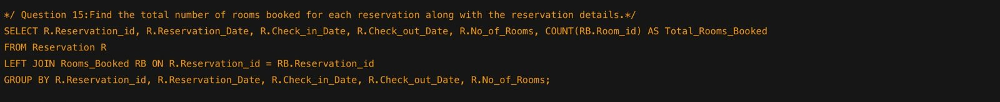 */ Question 15:Find the total number of rooms booked for each reservation along with the reservation details.*/
SELECT R.Reservation_id, R.Reservation_Date, R.Check_in_Date, R.Check_out_Date, R.No_of_Rooms, COUNT(RB.Room_id) AS Total_Rooms_Booked
FROM Reservation R
LEFT JOIN Rooms_Booked RB ON R.Reservation_id = RB.Reservation_id
GROUP BY R.Reservation_id, R.Reservation_Date, R.Check_in_Date, R.Check_out_Date, R.No_of_Rooms;